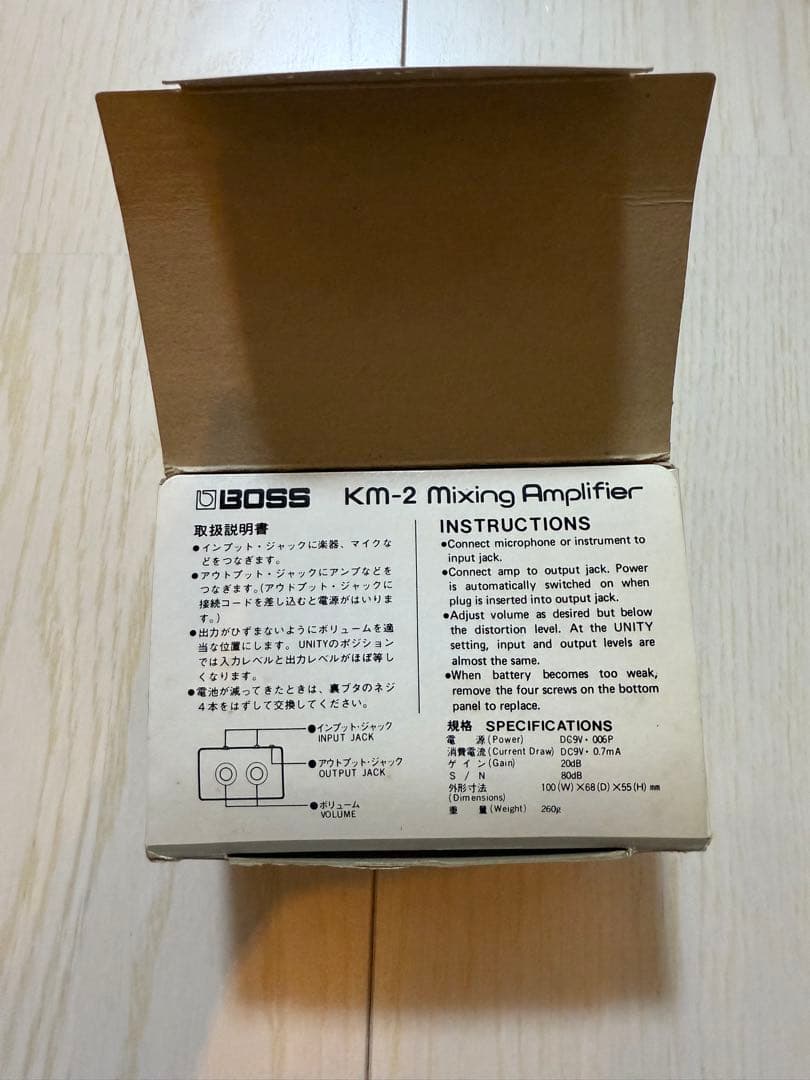 BOSS KM-2 Mixing Amplifier
取扱説明書
●インプット・ジャックに楽器、マイクな
どをつなぎます。
●アウトプット・ジャックにアンプなどを
つなぎます。(アウトプット・ジャックに
接続コードを差し込むと電源がはいりま
す。)
●出力がひずまないようにボリュームを適
当な位置にします。UNITYのポジション
では入力レベルと出力レベルがほぼ等し
くなります。
●電池が減ってきたときは、裏ブタのネジ
4本をはずして交換してください。
●インプット・ジャック
INPUT JACK
●アウトプット・ジャック
OUTPUT JACK
●ボリューム
VOLUME
INSTRUCTIONS
●Connect microphone or instrument to
input jack.
●Connect amp to output jack. Power
is automatically switched on when
plug is inserted into output jack.
●Adjust volume as desired but below
the distortion level. At the UNITY
setting, input and output levels are
almost the same.
●When battery becomes too weak,
remove the four screws on the bottom
panel to replace.
規格 SPECIFICATIONS
電源(Power) DC9V・006P
消費電流(Current Draw) DC9V・0.7mA
ゲイン(Gain) 20dB
S/N 80dB
外形寸法 100(W)×68(D)×55(H)mm
(Dimensions)
重量(Weight) 260g